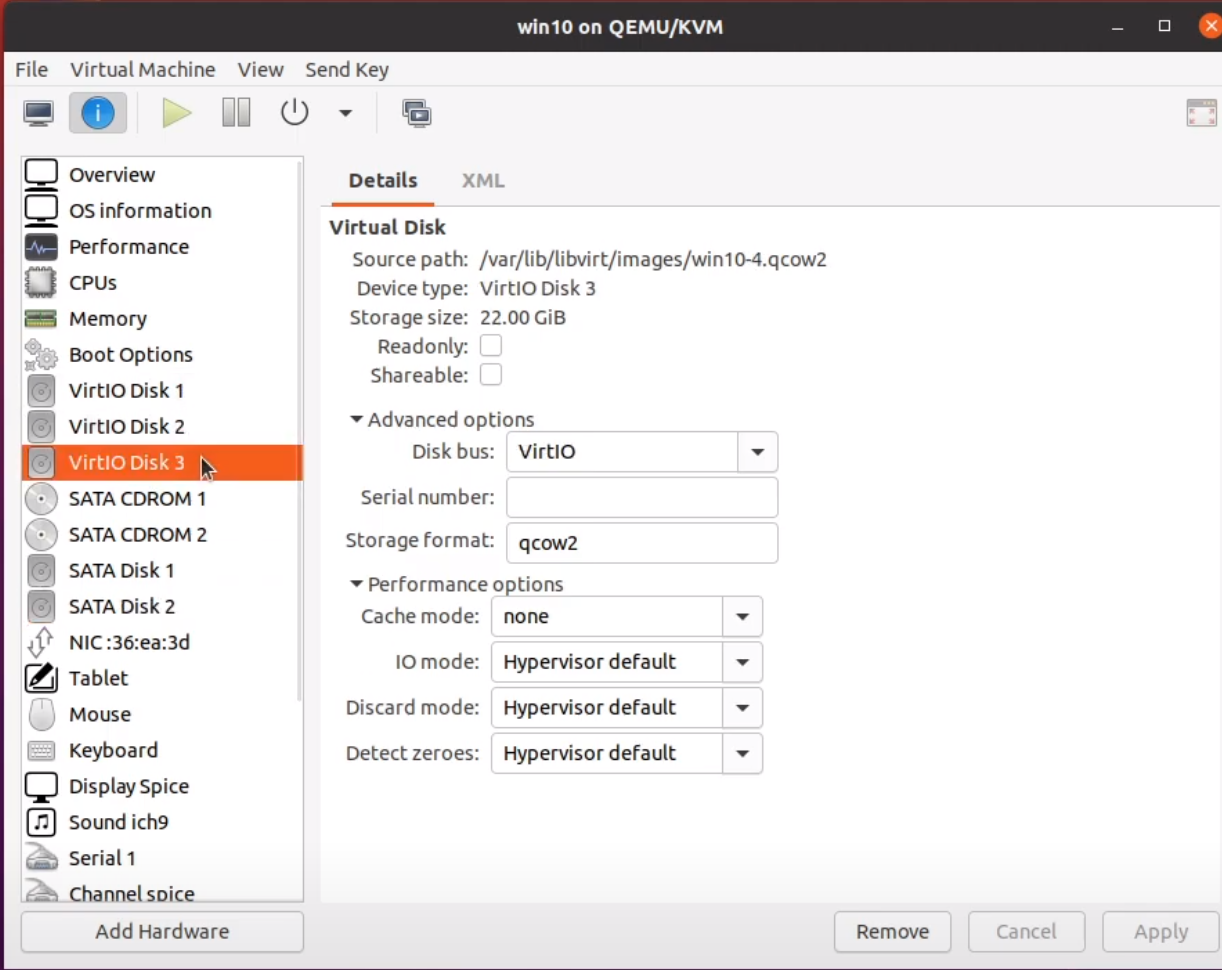 win10 on QEMU/KVM
File Virtual Machine View Send Key
Overview
OS information
Performance
CPUs
Memory
Boot Options
VirtIO Disk 1
VirtIO Disk 2
VirtIO Disk 3
SATA CDROM 1
SATA CDROM 2
SATA Disk 1
SATA Disk 2
NIC :36:ea:3d
Tablet
Mouse
Keyboard
Display Spice
Sound ich9
Serial 1
Channel spice
Add Hardware
Details XML
Virtual Disk
Source path: /var/lib/libvirt/images/win10-4.qcow2
Device type: VirtIO Disk 3
Storage size: 22.00 GiB
Readonly:
Shareable:
Advanced options
Disk bus: VirtIO
Serial number:
Storage format: qcow2
Performance options
Cache mode: none
IO mode: Hypervisor default
Discard mode: Hypervisor default
Detect zeroes: Hypervisor default
Remove Cancel Apply